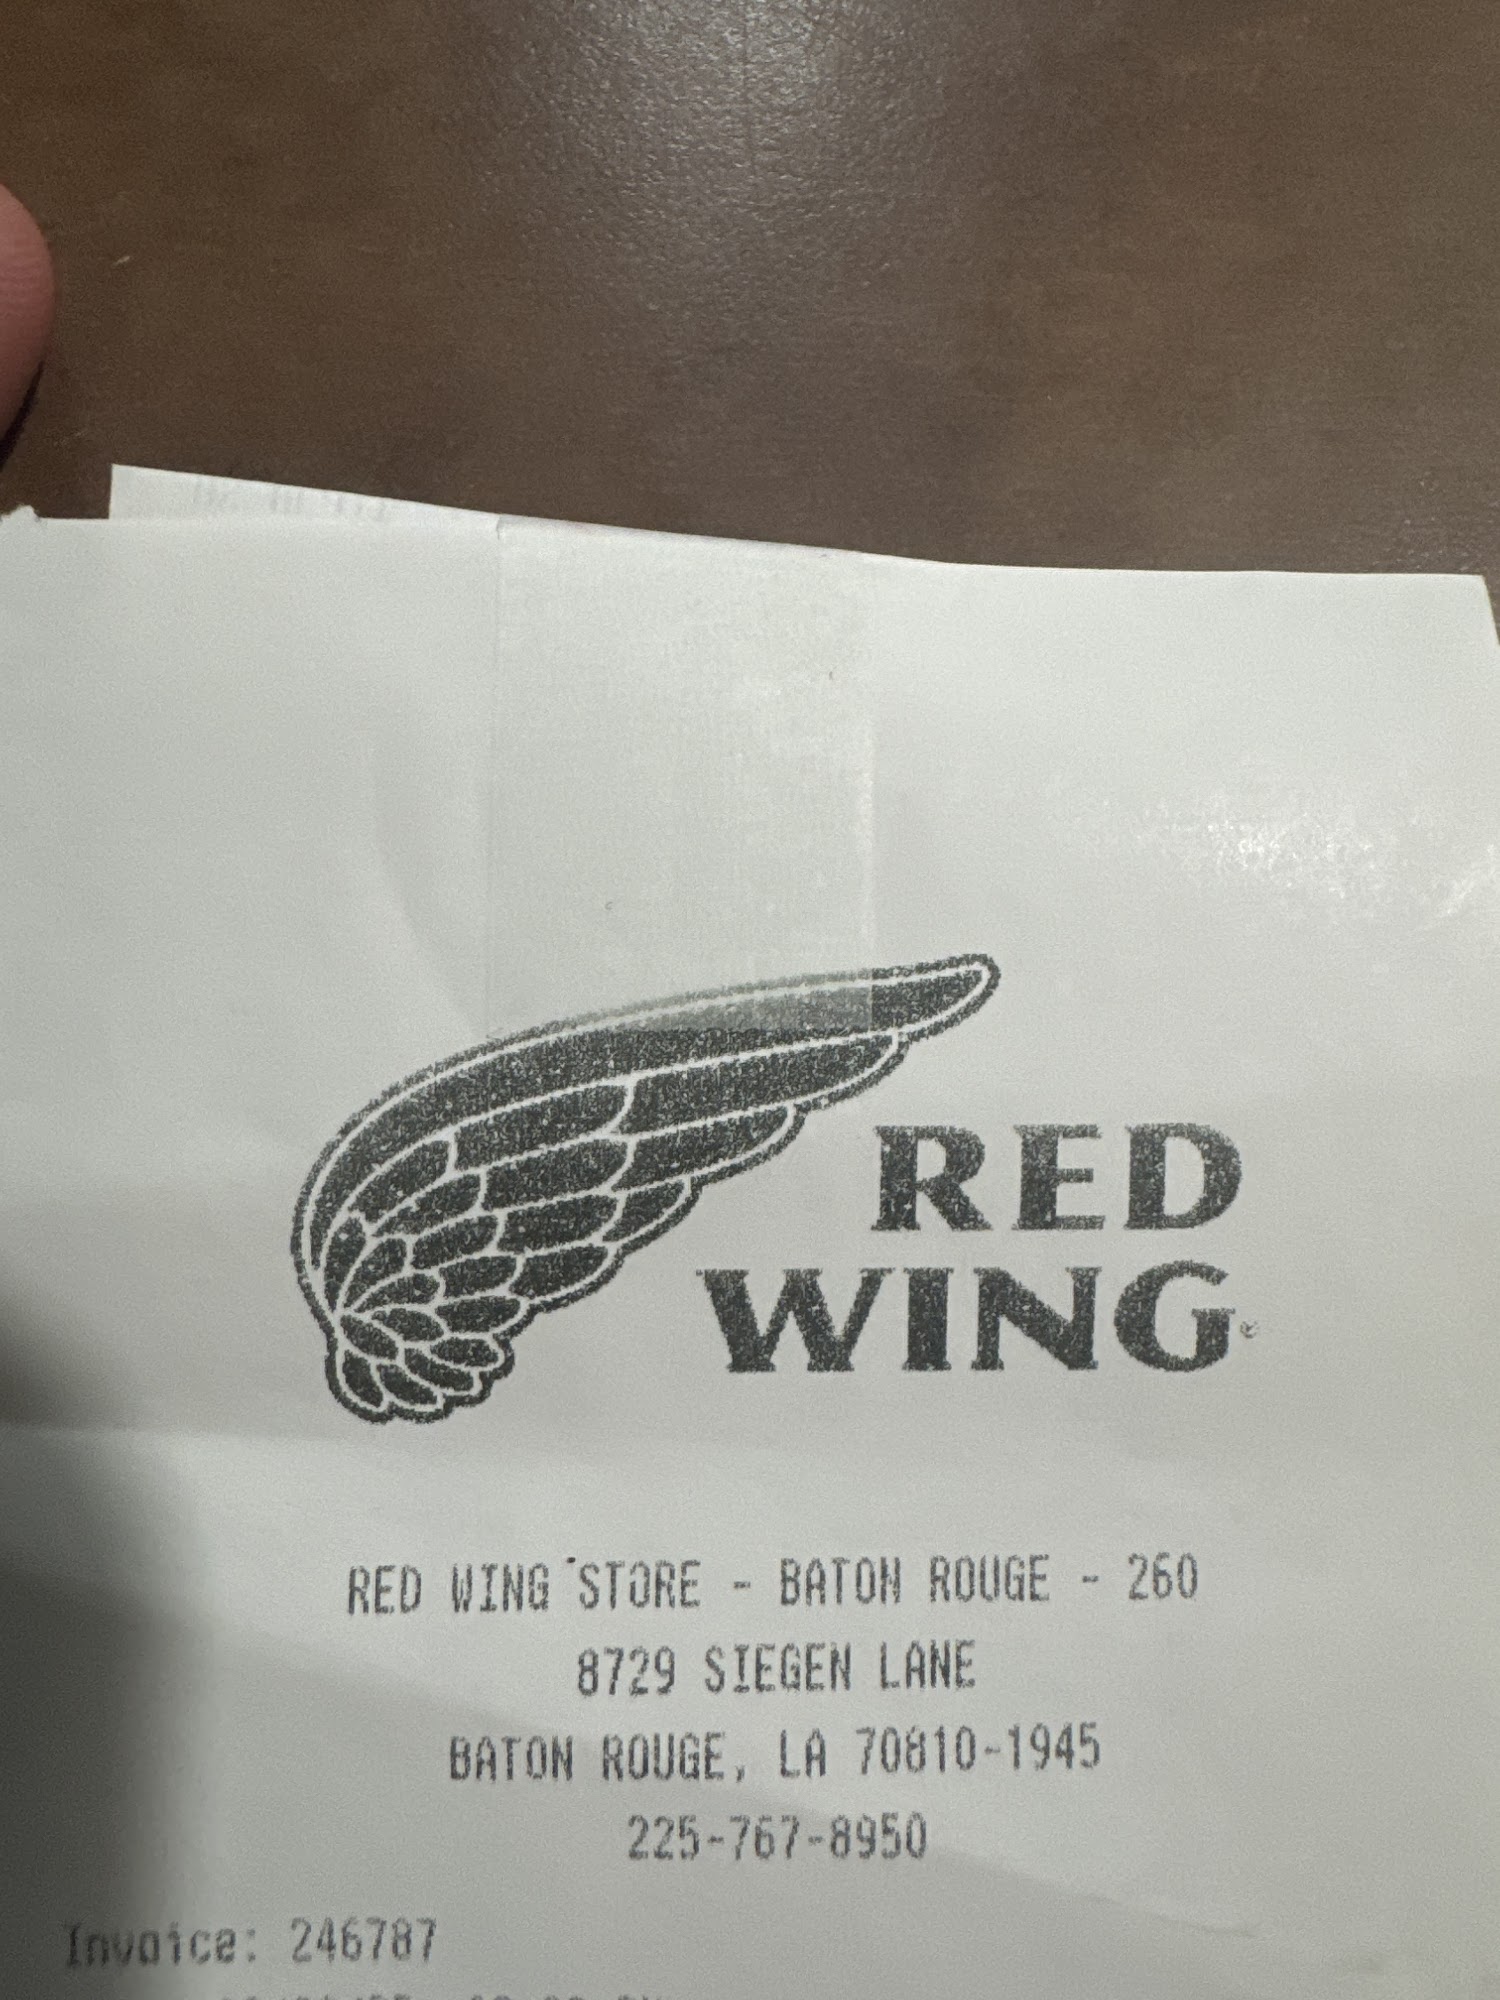 RED
WING
RED WING STORE - BATON ROUGE - 260
8729 SIEGEN LANE
BATON ROUGE, LA 70810-1945
225-767-8950
Invoice: 246787